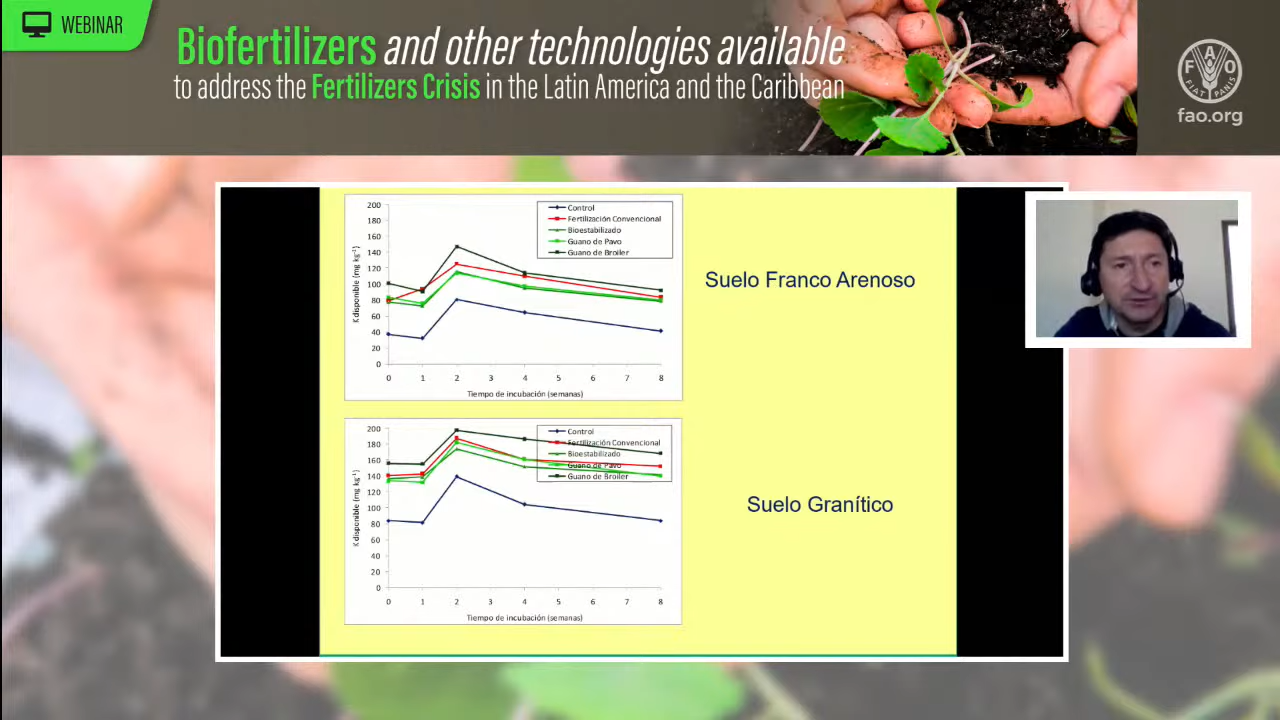 WEBINAR
Biofertilizers and other technologies available
to address the Fertilizers Crisis in the Latin America and the Caribbean
F A O
FIAT PANIS
fao.org
200
180
160
140
120
100
80
60
40
20
0
K disponible (mg kg-1)
Control
Fertilización Convencional
Bioestabilizado
Guano de Pavo
Guano de Broiler
0 1 2 3 4 5 6 7 8
Tiempo de incubación (semanas)
Suelo Franco Arenoso
200
180
160
140
120
100
80
60
40
20
0
K disponible (mg kg-1)
Control
Fertilización Convencional
Bioestabilizado
Guano de Pavo
Guano de Broiler
0 1 2 3 4 5 6 7 8
Tiempo de incubación (semanas)
Suelo Granítico